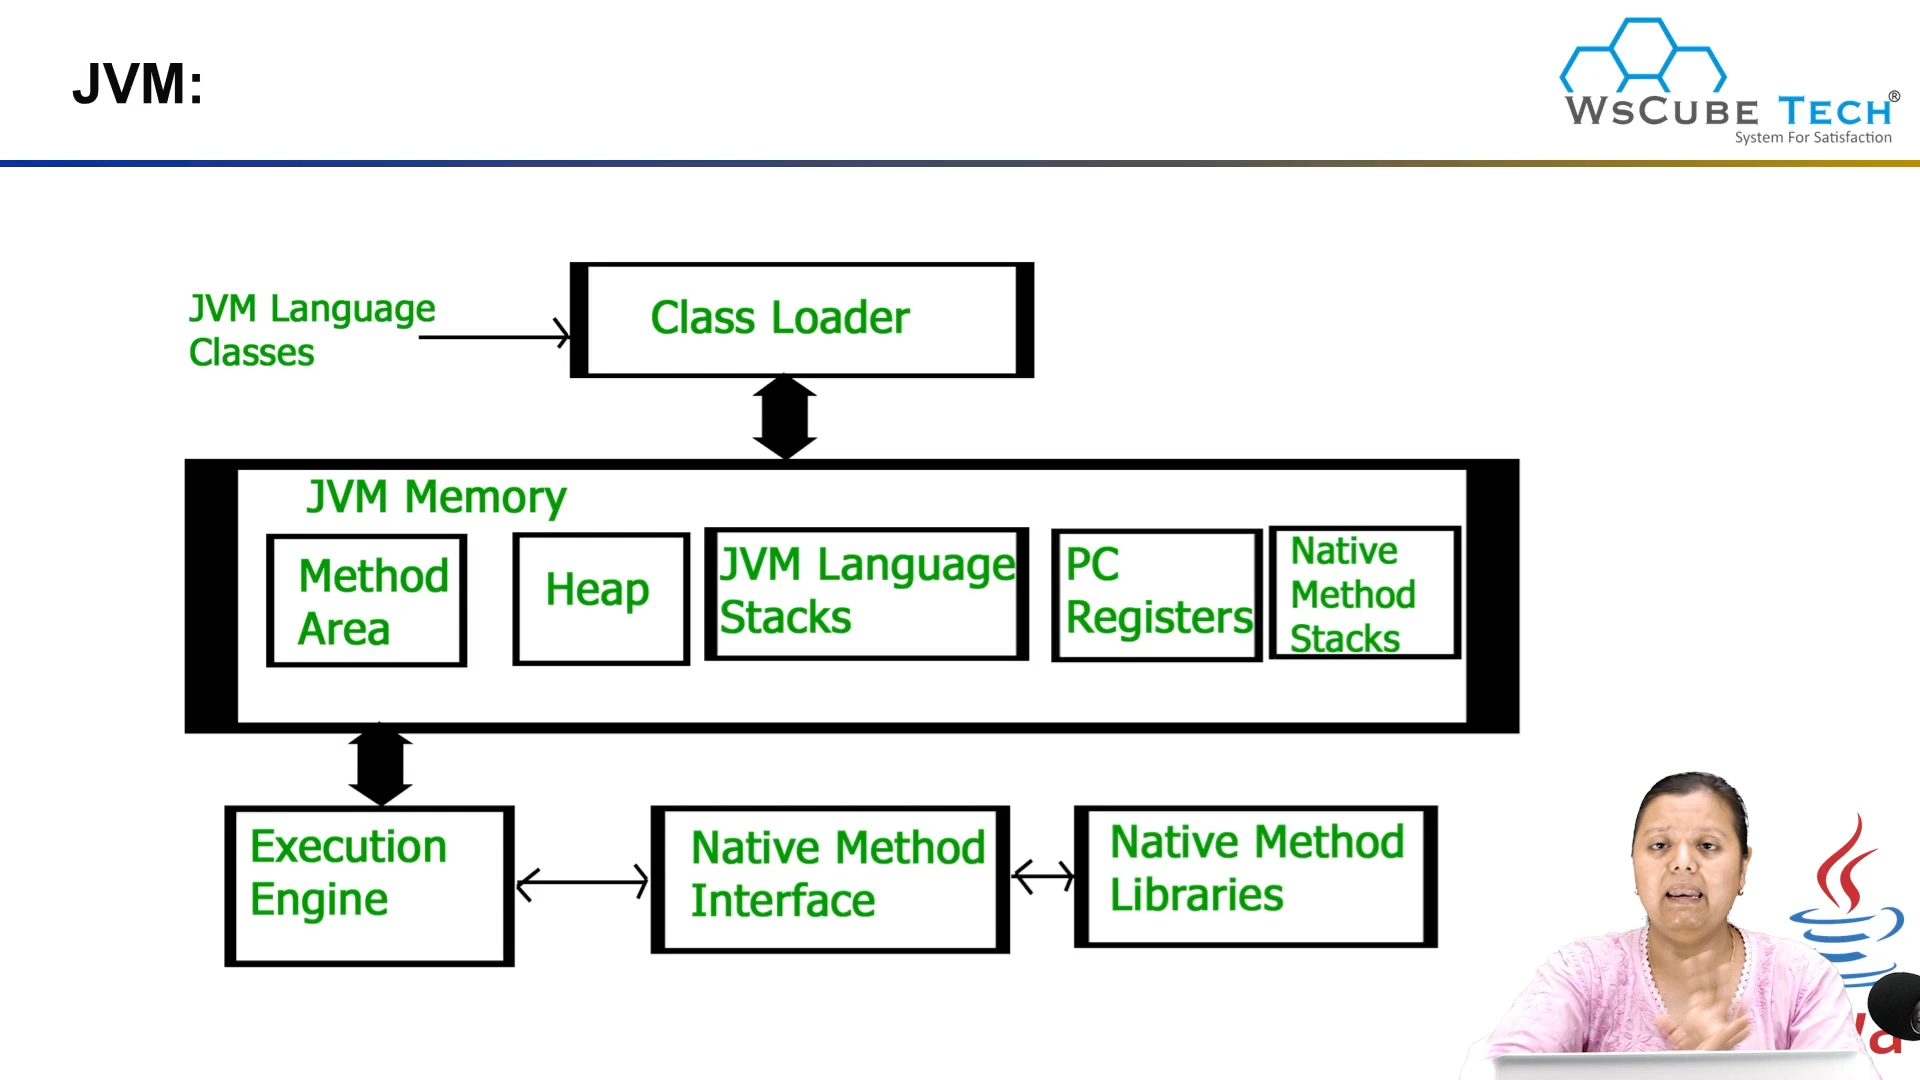 JVM:
WsCube Tech®
System For Satisfaction
JVM Language
Classes
Class Loader
JVM Memory
Method
Area
Heap
JVM Language
Stacks
PC
Registers
Native
Method
Stacks
Execution
Engine
Native Method
Interface
Native Method
Libraries